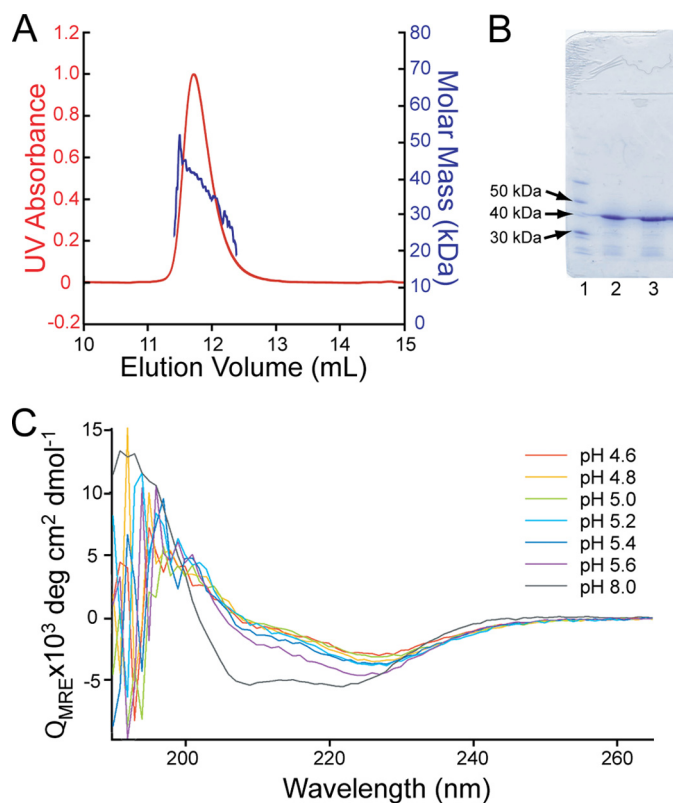 A
UV Absorbance
1.2
1.0
0.8
0.6
0.4
0.2
0
-0.2
80
70
60
50
40
30
20
10
0
Molar Mass (kDa)
10 11 12 13 14 15
Elution Volume (mL)
B
50 kDa
40 kDa
30 kDa
1 2 3
C
Q_MRE x10³ deg cm² dmol⁻¹
15
10
5
0
-5
pH 4.6
pH 4.8
pH 5.0
pH 5.2
pH 5.4
pH 5.6
pH 8.0
200 220 240 260
Wavelength (nm)